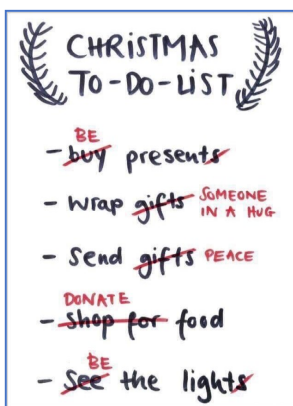 CHRISTMAS
TO-DO-LIST
BE
- buy presents
- wrap gifts SOMEONE
IN A HUG
- Send gifts PEACE
DONATE
- shop for food
BE
- See the lights